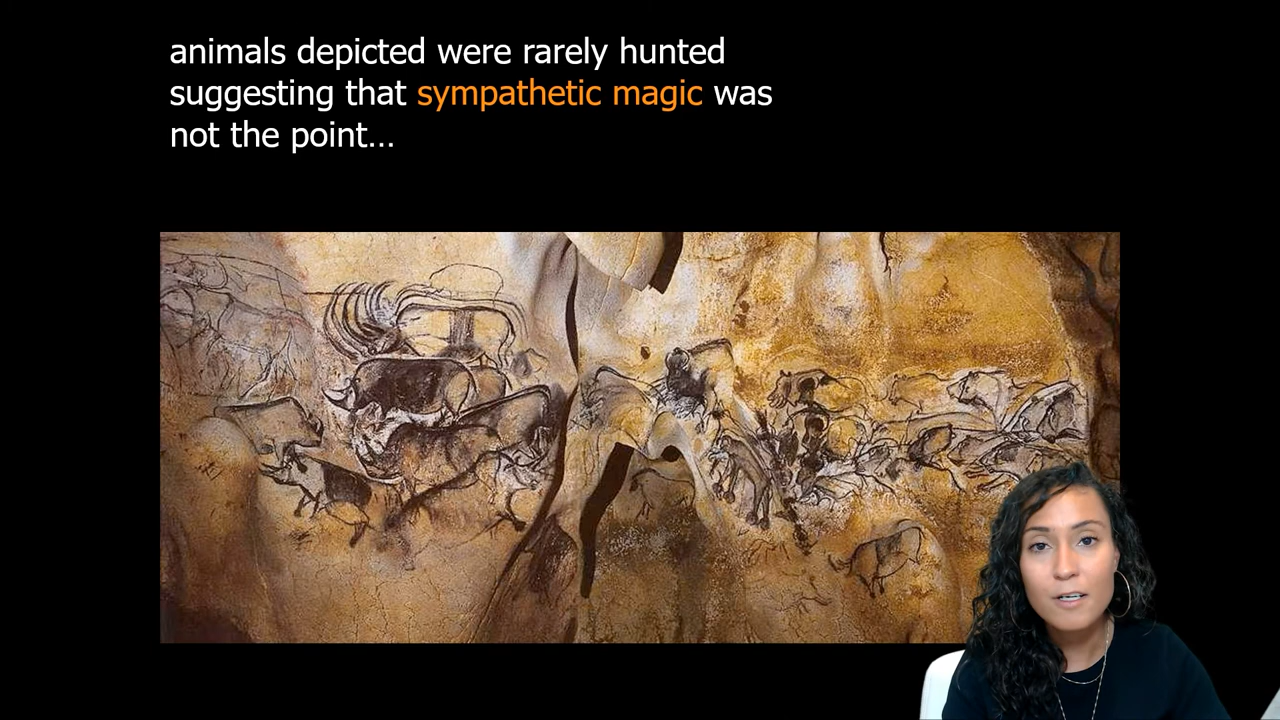 animals depicted were rarely hunted
suggesting that sympathetic magic was
not the point...